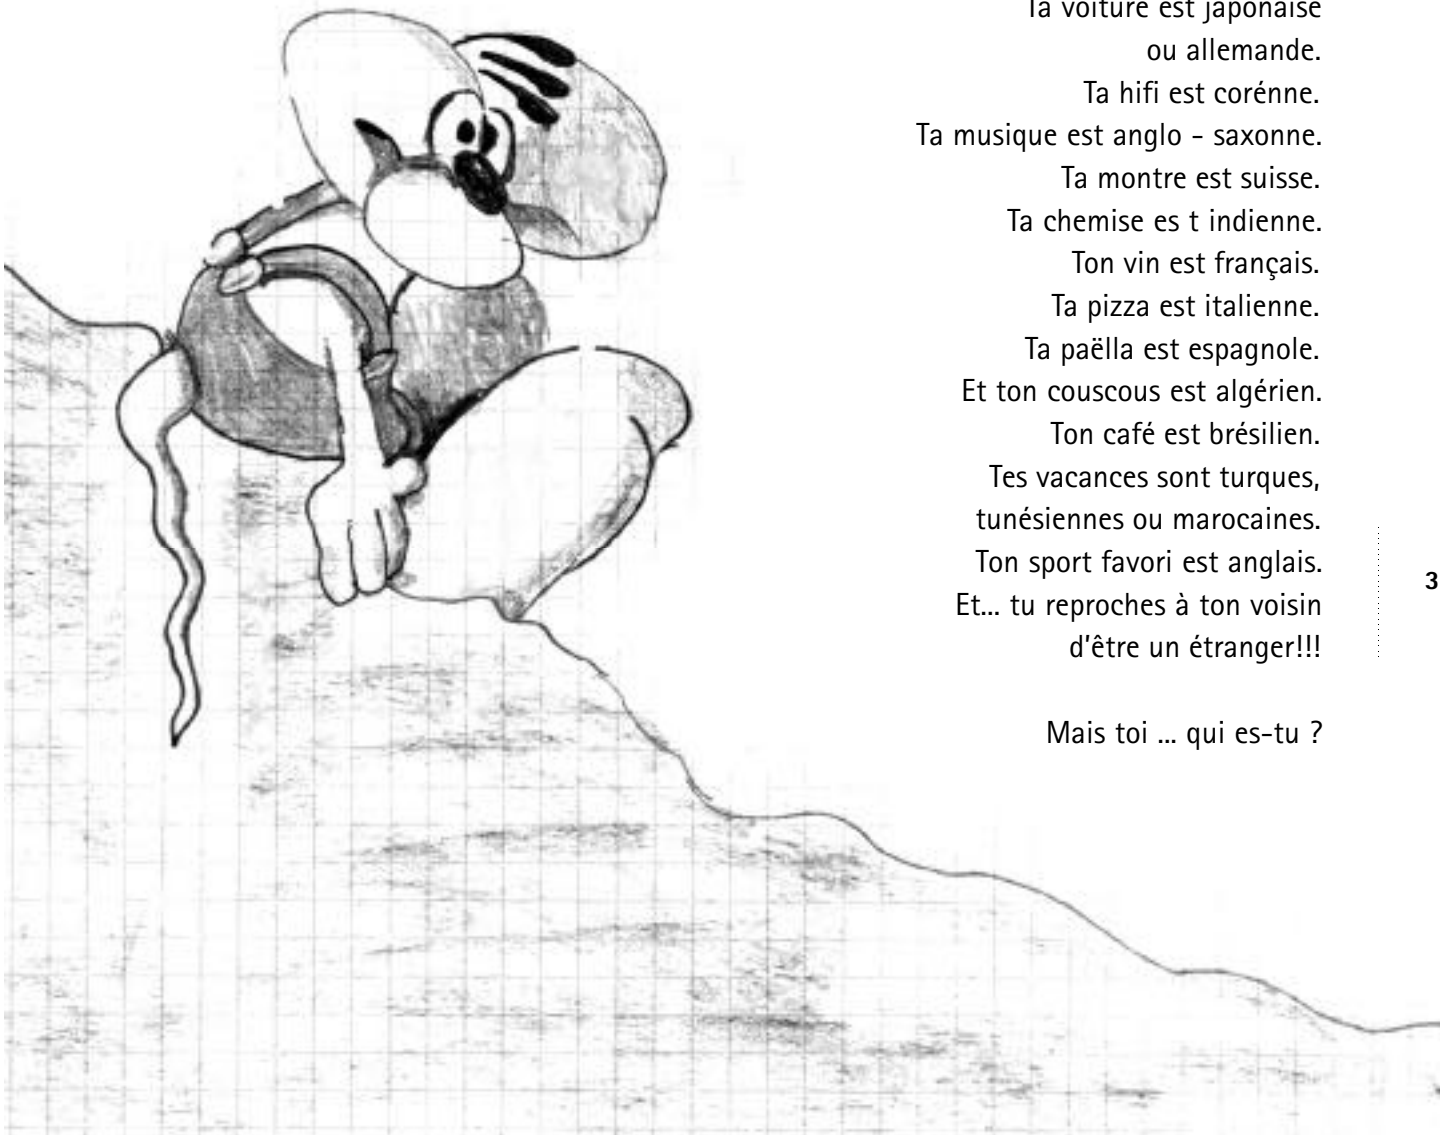 Ta voiture est japonaise
ou allemande.
Ta hifi est corénne.
Ta musique est anglo - saxonne.
Ta montre est suisse.
Ta chemise es t indienne.
Ton vin est français.
Ta pizza est italienne.
Ta paëlla est espagnole.
Et ton couscous est algérien.
Ton café est brésilien.
Tes vacances sont turques,
tunésiennes ou marocaines.
Ton sport favori est anglais.
Et... tu reproches à ton voisin
d'être un étranger!!!
Mais toi ... qui es-tu ?
3